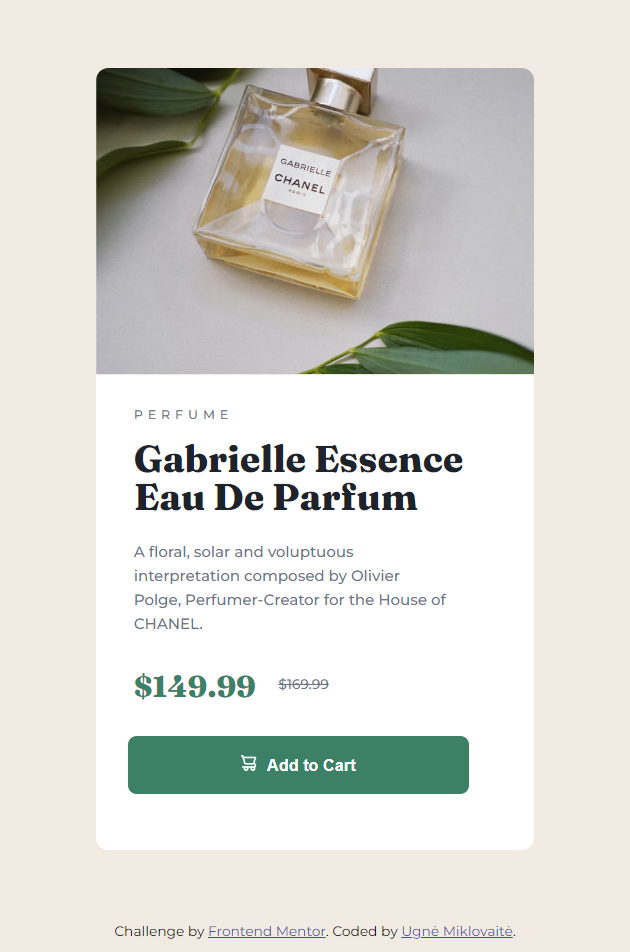 GABRIELLE
CHANEL
PARIS
PERFUME
Gabrielle Essence
Eau De Parfum
A floral, solar and voluptuous
interpretation composed by Olivier
Polge, Perfumer-Creator for the House of
CHANEL.
$149.99 $169.99
Add to Cart
Challenge by Frontend Mentor. Coded by Ugnė Miklovaitė.